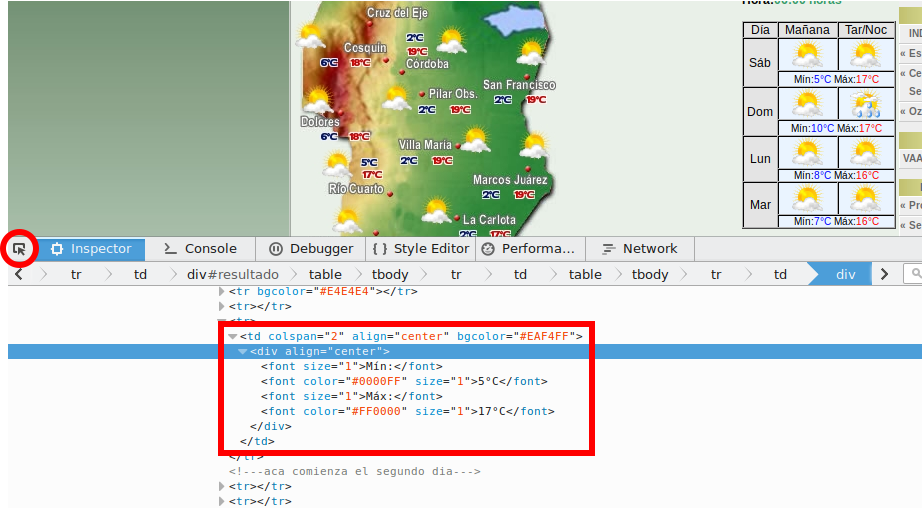 Hora:00:00 horas
Cruz del Eje
2°C
19°C
Cosquín
6°C 18°C
Córdoba
San Francisco
2°C 19°C
Pilar Obs.
2°C 19°C
Dolores
6°C 18°C
Villa María
2°C 19°C
5°C
17°C
Río Cuarto
Marcos Juárez
2°C 19°C
La Carlota
2°C 17°C
Día Mañana Tar/Noc
Sáb
Mín:5°C Máx:17°C
Dom
Mín:10°C Máx:17°C
Lun
Mín:8°C Máx:16°C
Mar
Mín:7°C Máx:16°C
IND
« Es
« Ce
Se
« Oz
VAA
« Pr
« Se
Inspector Console Debugger { } Style Editor Performa... Network
tr td div#resultado table tbody tr td table tbody tr td div
<tr bgcolor="#E4E4E4"></tr>
<tr></tr>
<tr>
<td colspan="2" align="center" bgcolor="#EAF4FF">
<div align="center">
<font size="1">Mín:</font>
<font color="#0000FF" size="1">5°C</font>
<font size="1">Máx:</font>
<font color="#FF0000" size="1">17°C</font>
</div>
</td>
</tr>
<!---aca comienza el segundo dia--->
<tr></tr>
<tr></tr>